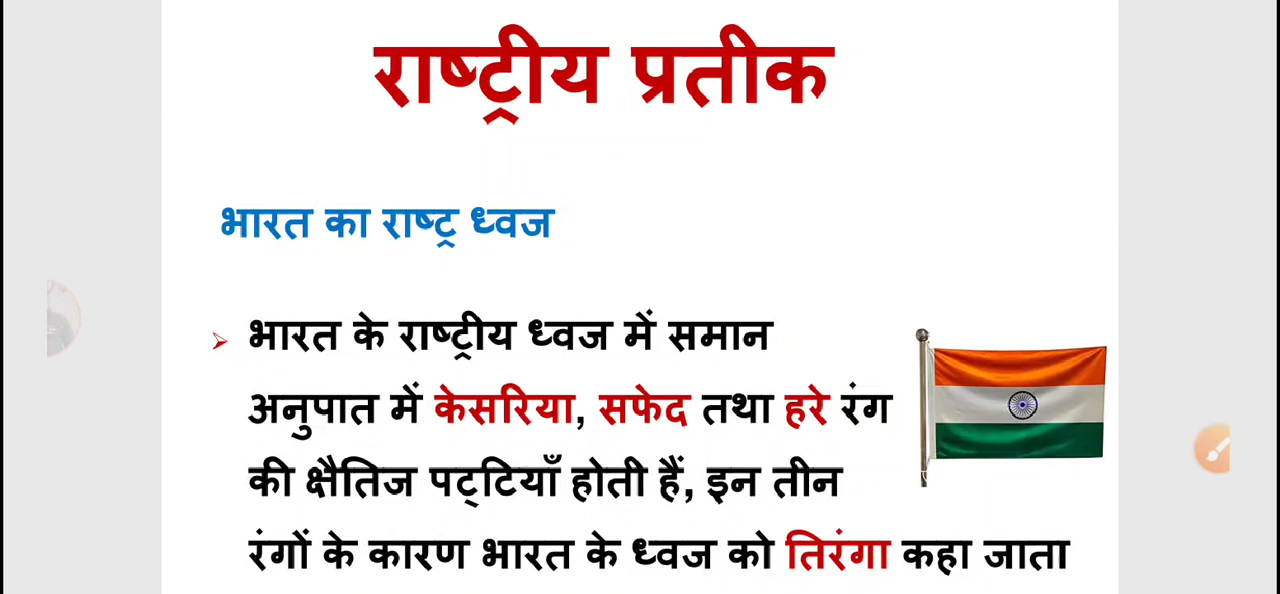 राष्ट्रीय प्रतीक
भारत का राष्ट्र ध्वज
भारत के राष्ट्रीय ध्वज में समान
अनुपात में केसरिया, सफेद तथा हरे रंग
की क्षैतिज पट्टियाँ होती हैं, इन तीन
रंगों के कारण भारत के ध्वज को तिरंगा कहा जाता